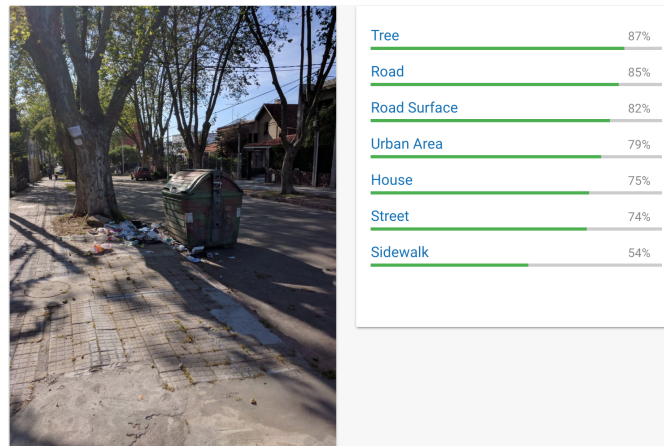 Tree 87%
Road 85%
Road Surface 82%
Urban Area 79%
House 75%
Street 74%
Sidewalk 54%